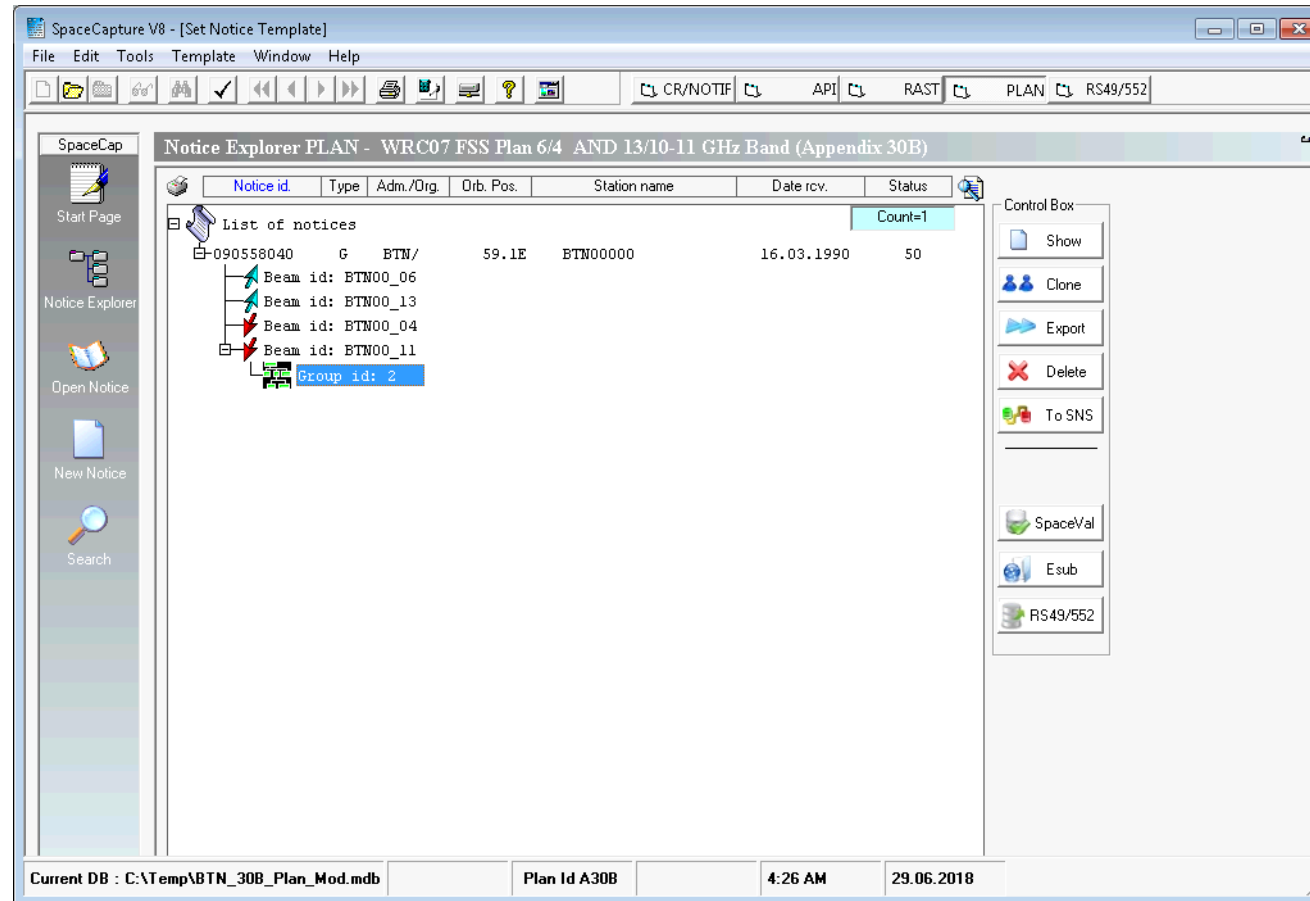 SpaceCapture V8 - [Set Notice Template]
File Edit Tools Template Window Help
CR/NOTIF API RAST PLAN RS49/552
SpaceCap
Notice Explorer PLAN - WRC07 FSS Plan 6/4 AND 13/10-11 GHz Band (Appendix 30B)
Notice id. Type Adm./Org. Orb. Pos. Station name Date rcv. Status
List of notices Count=1
090558040 G BTN/ 59.1E BTN00000 16.03.1990 50
Beam id: BTN00_06
Beam id: BTN00_13
Beam id: BTN00_04
Beam id: BTN00_11
Group id: 2
Start Page
Notice Explorer
Open Notice
New Notice
Search
Control Box
Show
Clone
Export
Delete
To SNS
SpaceVal
Esub
RS49/552
Current DB : C:\Temp\BTN_30B_Plan_Mod.mdb Plan Id A30B 4:26 AM 29.06.2018